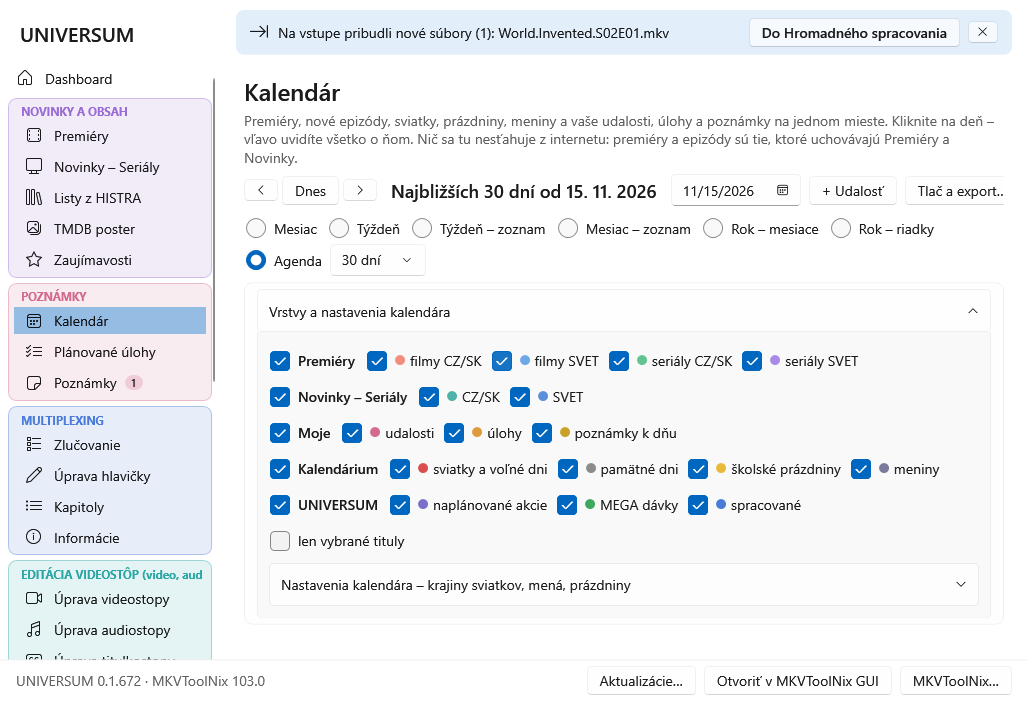 UNIVERSUM
Dashboard
NOVINKY A OBSAH
Premiéry
Novinky – Seriály
Listy z HISTRA
TMDB poster
Zaujímavosti
POZNÁMKY
Kalendár
Plánované úlohy
Poznámky 1
MULTIPLEXING
Zlučovanie
Úprava hlavičky
Kapitoly
Informácie
EDITÁCIA VIDEOSTÔP (video, aud
Úprava videostopy
Úprava audiostopy
Na vstupe pribudli nové súbory (1): World.Invented.S02E01.mkv
Do Hromadného spracovania
Kalendár
Premiéry, nové epizódy, sviatky, prázdniny, meniny a vaše udalosti, úlohy a poznámky na jednom mieste. Kliknite na deň –
vľavo uvidíte všetko o ňom. Nič sa tu nesťahuje z internetu: premiéry a epizódy sú tie, ktoré uchovávajú Premiéry a
Novinky.
Dnes
Najbližších 30 dní od 15. 11. 2026
11/15/2026
+ Udalosť
Tlač a export..
Mesiac Týždeň Týždeň – zoznam Mesiac – zoznam Rok – mesiace Rok – riadky
Agenda 30 dní
Vrstvy a nastavenia kalendára
Premiéry filmy CZ/SK filmy SVET seriály CZ/SK seriály SVET
Novinky – Seriály CZ/SK SVET
Moje udalosti úlohy poznámky k dňu
Kalendárium sviatky a voľné dni pamätné dni školské prázdniny meniny
UNIVERSUM naplánované akcie MEGA dávky spracované
len vybrané tituly
Nastavenia kalendára – krajiny sviatkov, mená, prázdniny
UNIVERSUM 0.1.672 · MKVToolNix 103.0
Aktualizácie...
Otvoriť v MKVToolNix GUI
MKVToolNix...